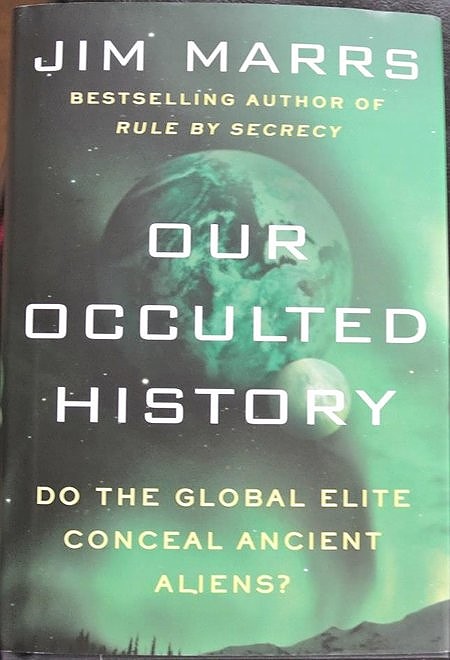 JIM MARRS
BESTSELLING AUTHOR OF
RULE BY SECRECY
OUR
OCCULTED
HISTORY
DO THE GLOBAL ELITE
CONCEAL ANCIENT
ALIENS?